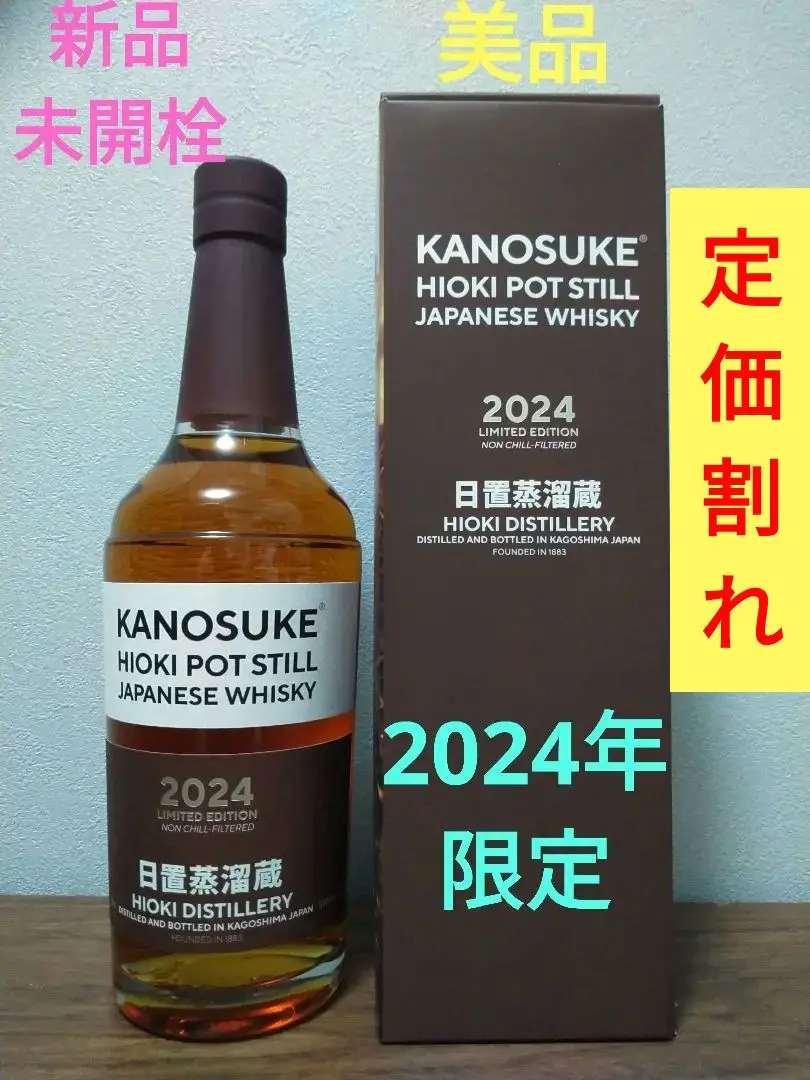 新品
未開栓
美品
定価割れ
KANOSUKE®
HIOKI POT STILL
JAPANESE WHISKY
2024
LIMITED EDITION
NON CHILL-FILTERED
日置蒸溜蔵
HIOKI DISTILLERY
DISTILLED AND BOTTLED IN KAGOSHIMA JAPAN
FOUNDED IN 1883
2024年
限定
KANOSUKE®
HIOKI POT STILL
JAPANESE WHISKY
2024
LIMITED EDITION
NON CHILL-FILTERED
日置蒸溜蔵
HIOKI DISTILLERY
DISTILLED AND BOTTLED IN KAGOSHIMA JAPAN
FOUNDED IN 1883